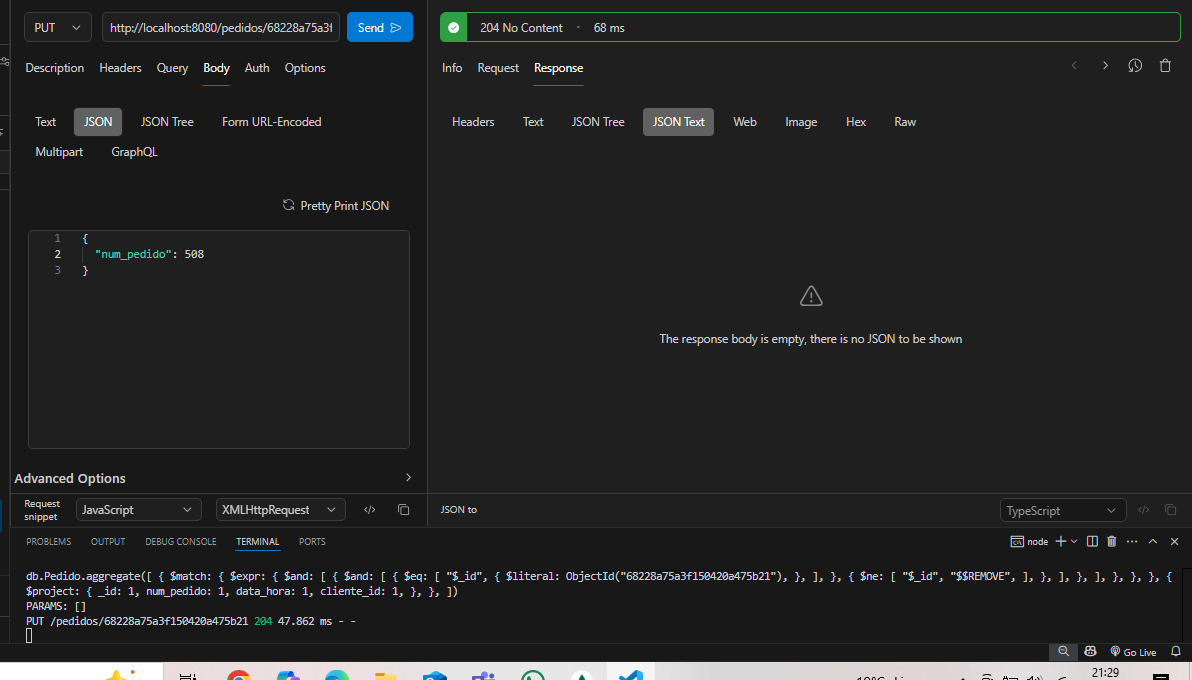 PUT
http://localhost:8080/pedidos/68228a75a3f
Send
204 No Content · 68 ms
Description Headers Query Body Auth Options
Info Request Response
Text JSON JSON Tree Form URL-Encoded
Multipart GraphQL
Headers Text JSON Tree JSON Text Web Image Hex Raw
Pretty Print JSON
1 {
2 "num_pedido": 508
3 }
The response body is empty, there is no JSON to be shown
Advanced Options
Request
snippet
JavaScript
XMLHttpRequest
JSON to
TypeScript
PROBLEMS OUTPUT DEBUG CONSOLE TERMINAL PORTS
node
db.Pedido.aggregate([ { $match: { $expr: { $and: [ { $and: [ { $eq: [ "$_id", { $literal: ObjectId("68228a75a3f150420a475b21"), }, ], }, { $ne: [ "$_id", "$$REMOVE", ], }, ], }, ], }, }, }, {
$project: { _id: 1, num_pedido: 1, data_hora: 1, cliente_id: 1, }, }, ])
PARAMS: []
PUT /pedidos/68228a75a3f150420a475b21 204 47.862 ms - -
Go Live
21:29